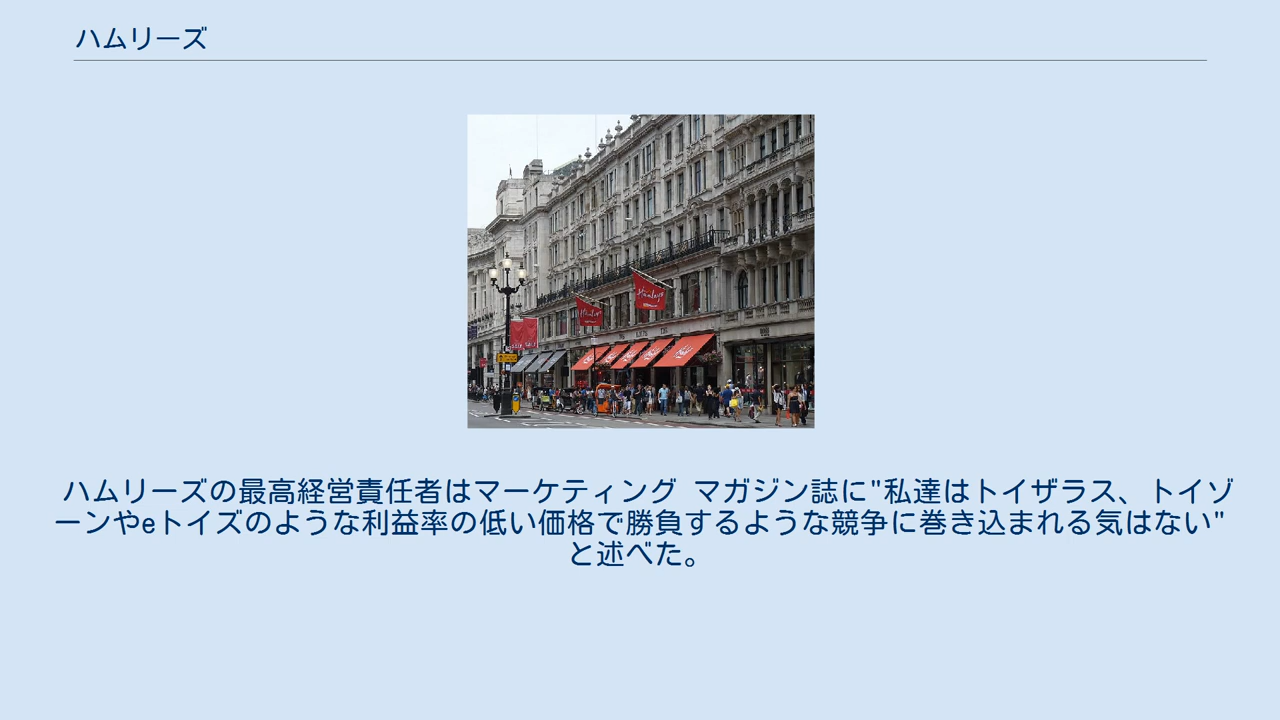 ハムリーズ
Hamleys
Hamleys
ハムリーズの最高経営責任者はマーケティング マガジン誌に"私達はトイザラス、トイゾ
ーンやeトイズのような利益率の低い価格で勝負するような競争に巻き込まれる気はない"
と述べた。